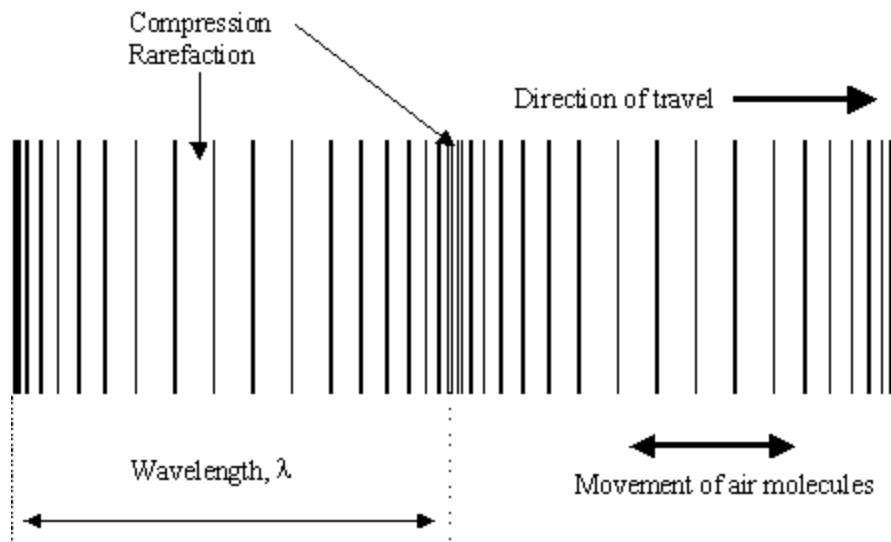 Compression
Rarefaction
Direction of travel
Wavelength, λ
Movement of air molecules